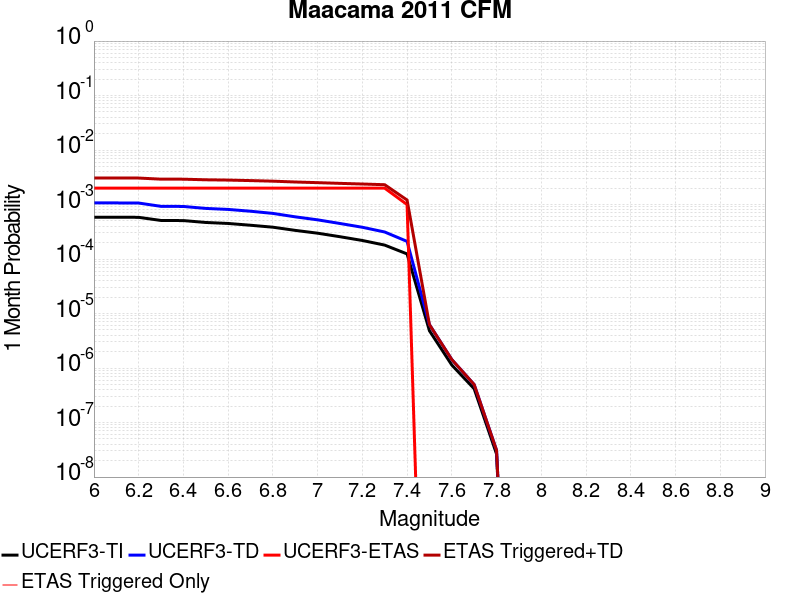 Maacama 2011 CFM
10^0
10^-1
10^-2
10^-3
10^-4
10^-5
10^-6
10^-7
10^-8
1 Month Probability
6 6.2 6.4 6.6 6.8 7 7.2 7.4 7.6 7.8 8 8.2 8.4 8.6 8.8 9
Magnitude
UCERF3-TI UCERF3-TD UCERF3-ETAS ETAS Triggered+TD
ETAS Triggered Only